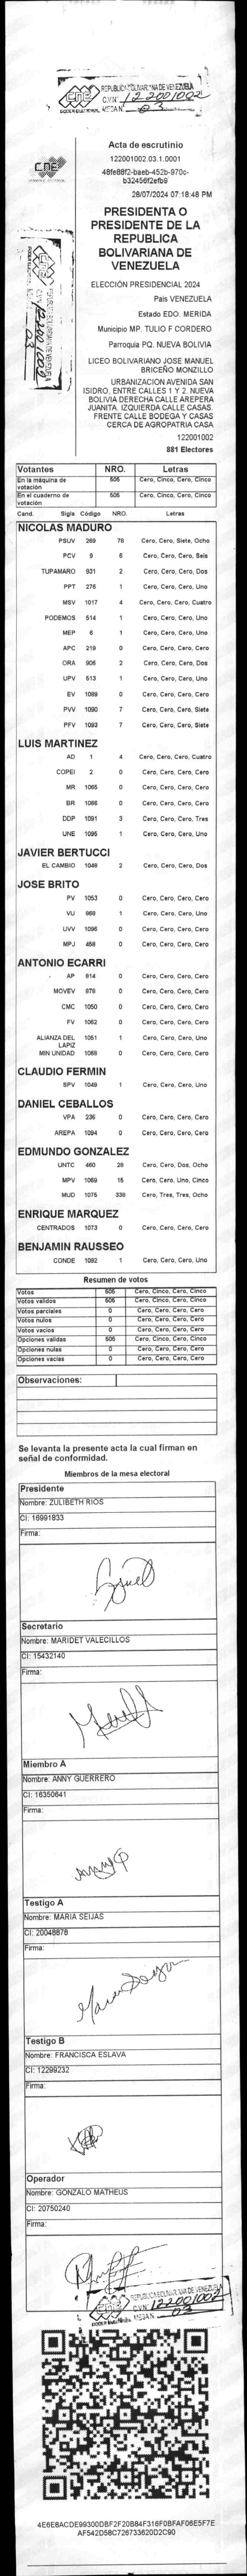 CNE
REPUBLICA BOLIVARIANA DE VENEZUELA
C.V.Nº 122001002
MESA Nº 03
PODER ELECTORAL
Acta de escrutinio
122001002.03.1.0001
48fe88f2-baeb-452b-970c-
b32456f2efb9
28/07/2024 07:18:48 PM
PRESIDENTA O
PRESIDENTE DE LA
REPUBLICA
BOLIVARIANA DE
VENEZUELA
ELECCIÓN PRESIDENCIAL 2024
País VENEZUELA
Estado EDO. MERIDA
Municipio MP. TULIO F CORDERO
Parroquia PQ. NUEVA BOLIVIA
LICEO BOLIVARIANO JOSE MANUEL
BRICEÑO MONZILLO
URBANIZACION AVENIDA SAN
ISIDRO, ENTRE CALLES 1 Y 2. NUEVA
BOLIVIA DERECHA CALLE AREPERA
JUANITA. IZQUIERDA CALLE CASAS.
FRENTE CALLE BODEGA Y CASAS
CERCA DE AGROPATRIA CASA
122001002
881 Electores
Votantes NRO. Letras
En la máquina de votación 505 Cero, Cinco, Cero, Cinco
En el cuaderno de votación 505 Cero, Cinco, Cero, Cinco
Cand. Sigla Código NRO. Letras
NICOLAS MADURO
PSUV 269 78 Cero, Cero, Siete, Ocho
PCV 9 6 Cero, Cero, Cero, Seis
TUPAMARO 931 2 Cero, Cero, Cero, Dos
PPT 276 1 Cero, Cero, Cero, Uno
MSV 1017 4 Cero, Cero, Cero, Cuatro
PODEMOS 514 1 Cero, Cero, Cero, Uno
MEP 6 1 Cero, Cero, Cero, Uno
APC 219 0 Cero, Cero, Cero, Cero
ORA 906 2 Cero, Cero, Cero, Dos
UPV 513 1 Cero, Cero, Cero, Uno
EV 1089 0 Cero, Cero, Cero, Cero
PVV 1090 7 Cero, Cero, Cero, Siete
PFV 1093 7 Cero, Cero, Cero, Siete
LUIS MARTINEZ
AD 1 4 Cero, Cero, Cero, Cuatro
COPEI 2 0 Cero, Cero, Cero, Cero
MR 1065 0 Cero, Cero, Cero, Cero
BR 1066 0 Cero, Cero, Cero, Cero
DDP 1091 3 Cero, Cero, Cero, Tres
UNE 1095 1 Cero, Cero, Cero, Uno
JAVIER BERTUCCI
EL CAMBIO 1046 2 Cero, Cero, Cero, Dos
JOSE BRITO
PV 1053 0 Cero, Cero, Cero, Cero
VU 968 1 Cero, Cero, Cero, Uno
UVV 1096 0 Cero, Cero, Cero, Cero
MPJ 458 0 Cero, Cero, Cero, Cero
ANTONIO ECARRI
AP 814 0 Cero, Cero, Cero, Cero
MOVEV 878 0 Cero, Cero, Cero, Cero
CMC 1050 0 Cero, Cero, Cero, Cero
FV 1062 0 Cero, Cero, Cero, Cero
ALIANZA DEL LAPIZ 1051 1 Cero, Cero, Cero, Uno
MIN UNIDAD 1068 0 Cero, Cero, Cero, Cero
CLAUDIO FERMIN
SPV 1049 1 Cero, Cero, Cero, Uno
DANIEL CEBALLOS
VPA 236 0 Cero, Cero, Cero, Cero
AREPA 1094 0 Cero, Cero, Cero, Cero
EDMUNDO GONZALEZ
UNTC 460 28 Cero, Cero, Dos, Ocho
MPV 1069 15 Cero, Cero, Uno, Cinco
MUD 1075 338 Cero, Tres, Tres, Ocho
ENRIQUE MARQUEZ
CENTRADOS 1073 0 Cero, Cero, Cero, Cero
BENJAMIN RAUSSEO
CONDE 1092 1 Cero, Cero, Cero, Uno
Resumen de votos
Votos 505 Cero, Cinco, Cero, Cinco
Votos validos 505 Cero, Cinco, Cero, Cinco
Votos parciales 0 Cero, Cero, Cero, Cero
Votos nulos 0 Cero, Cero, Cero, Cero
Votos vacios 0 Cero, Cero, Cero, Cero
Opciones validas 505 Cero, Cinco, Cero, Cinco
Opciones nulas 0 Cero, Cero, Cero, Cero
Opciones vacias 0 Cero, Cero, Cero, Cero
Observaciones:
Se levanta la presente acta la cual firman en
señal de conformidad.
Miembros de la mesa electoral
Presidente
Nombre: ZULIBETH RIOS
CI: 16991833
Firma:
Secretario
Nombre: MARIDET VALECILLOS
CI: 15432140
Firma:
Miembro A
Nombre: ANNY GUERRERO
CI: 16350641
Firma:
Testigo A
Nombre: MARIA SEIJAS
CI: 20048878
Firma:
Testigo B
Nombre: FRANCISCA ESLAVA
CI: 12299232
Firma:
Operador
Nombre: GONZALO MATHEUS
CI: 20750240
Firma:
CNE
REPUBLICA BOLIVARIANA DE VENEZUELA
C.V.Nº 122001002
MESA Nº 03
4E6E8ACDE99300DBF2F20B84F316F0BFAF06E5F7E
AF542D58C726733620D2C90